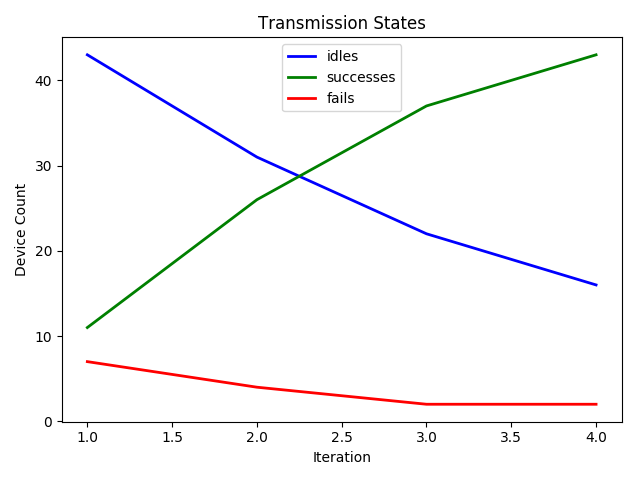 Transmission States
idles
successes
fails
Device Count
40
30
20
10
0
1.0 1.5 2.0 2.5 3.0 3.5 4.0
Iteration